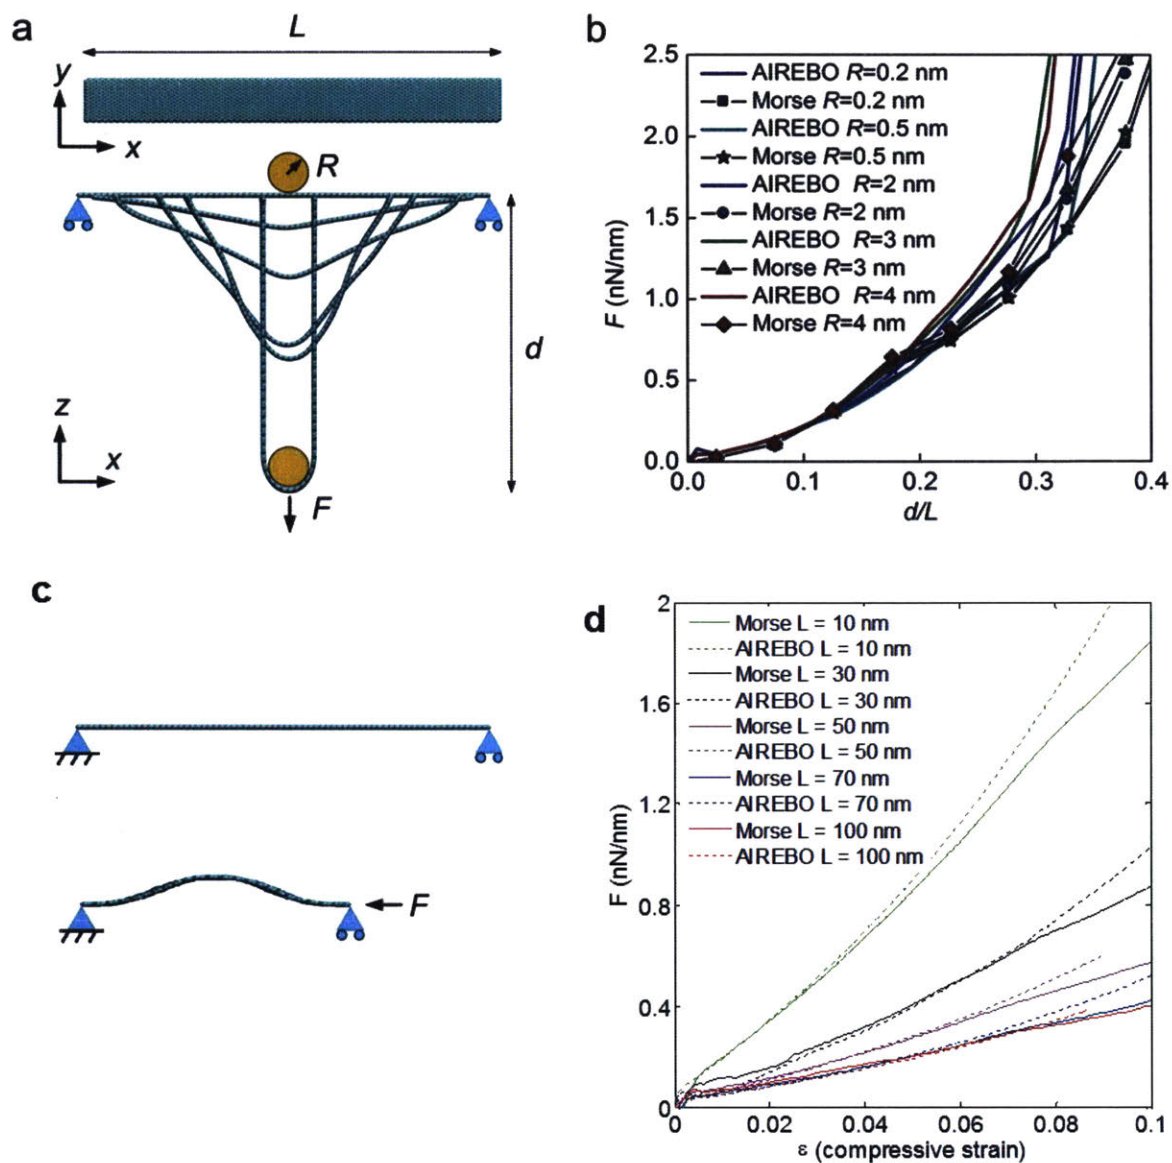 a
L
y
x
R
d
z
x
F
b
2.5
2.0
1.5
1.0
0.5
0.0
F (nN/nm)
AIREBO R=0.2 nm
Morse R=0.2 nm
AIREBO R=0.5 nm
Morse R=0.5 nm
AIREBO R=2 nm
Morse R=2 nm
AIREBO R=3 nm
Morse R=3 nm
AIREBO R=4 nm
Morse R=4 nm
0.0 0.1 0.2 0.3 0.4
d/L
c
F
d
2
1.6
1.2
0.8
0.4
0
F (nN/nm)
Morse L = 10 nm
AIREBO L = 10 nm
Morse L = 30 nm
AIREBO L = 30 nm
Morse L = 50 nm
AIREBO L = 50 nm
Morse L = 70 nm
AIREBO L = 70 nm
Morse L = 100 nm
AIREBO L = 100 nm
0 0.02 0.04 0.06 0.08 0.1
ε (compressive strain)